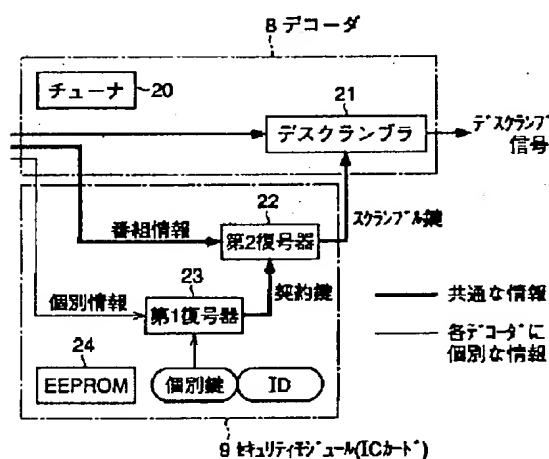 8 デコーダ
チューナ
20
21
デスクランブラ
デスクランブ
信号
22
スクランブル鍵
番組情報
第2復号器
23
契約鍵
個別情報
第1復号器
共通な情報
各デコーダに
個別な情報
24
EEPROM
個別鍵
ID
9 セキュリティモジュール(ICカード)